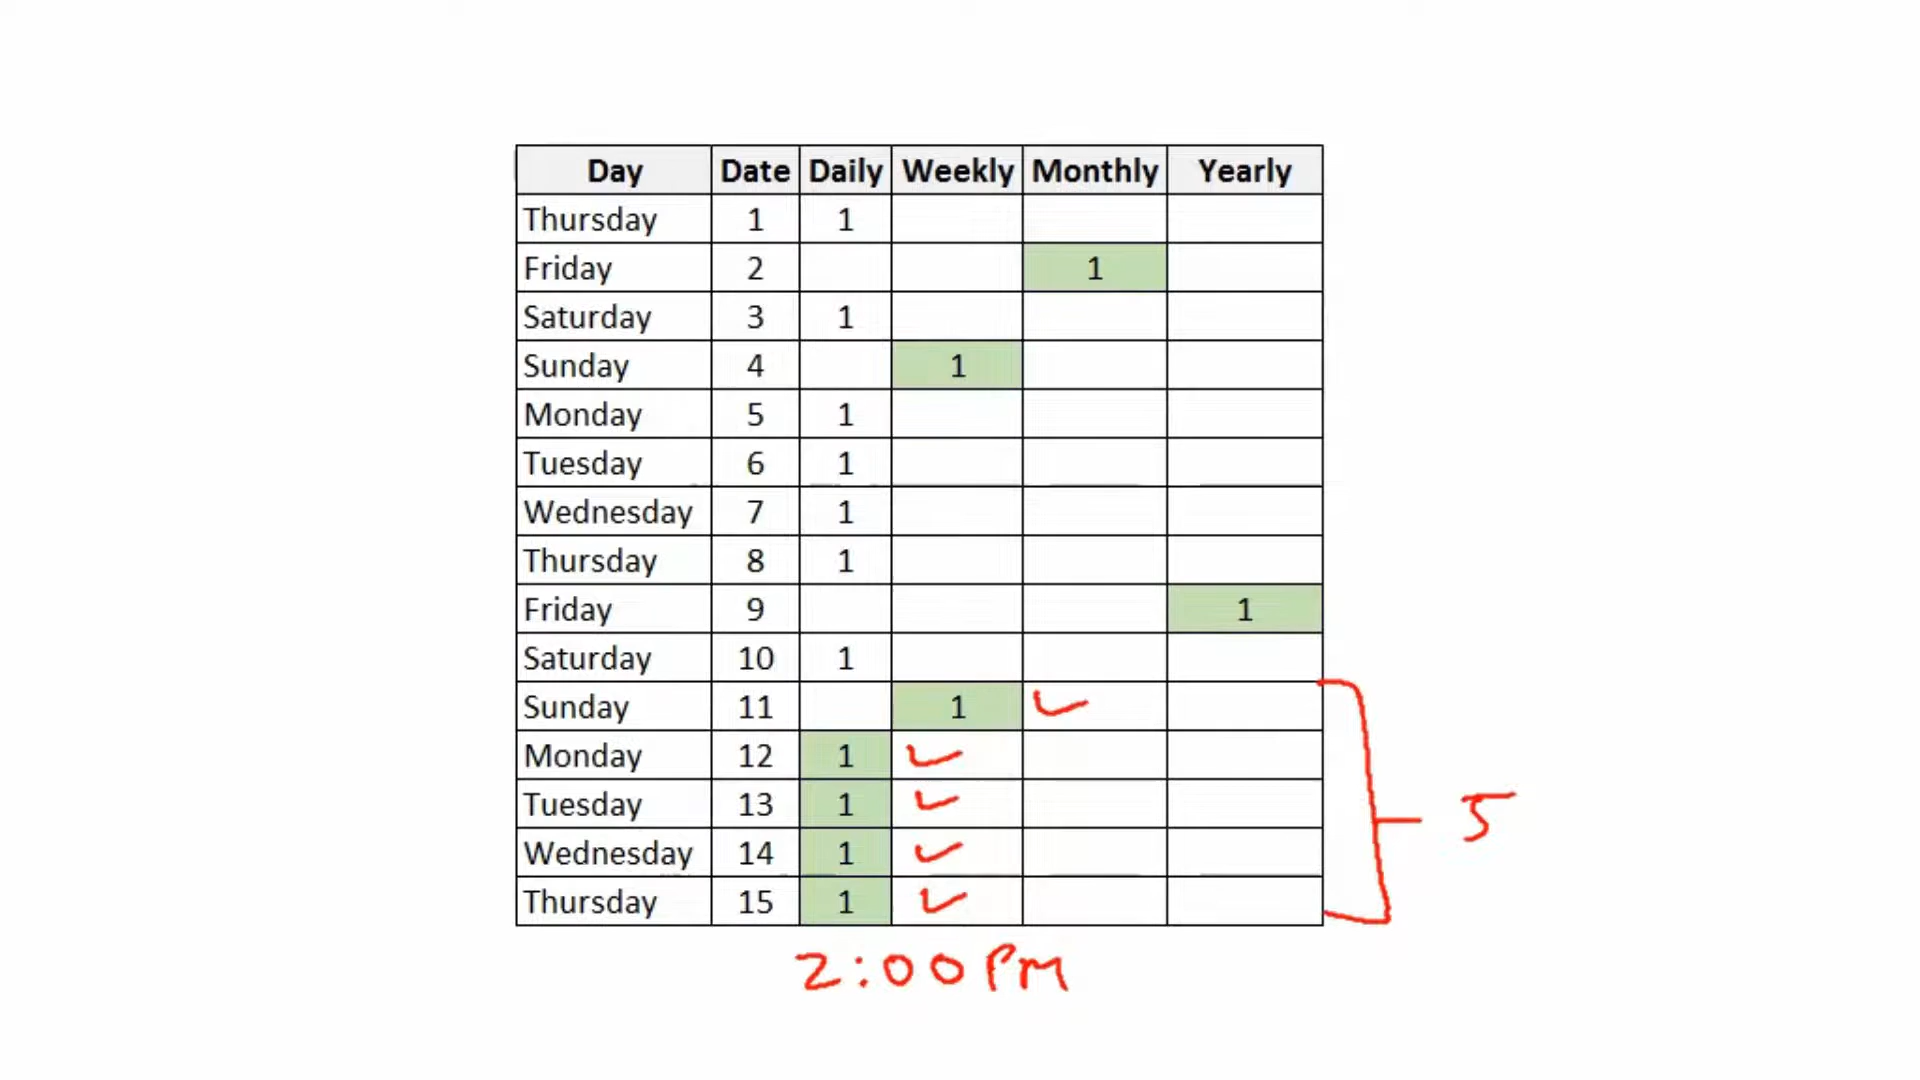 Day Date Daily Weekly Monthly Yearly
Thursday 1 1
Friday 2 1
Saturday 3 1
Sunday 4 1
Monday 5 1
Tuesday 6 1
Wednesday 7 1
Thursday 8 1
Friday 9 1
Saturday 10 1
Sunday 11 1
Monday 12 1
Tuesday 13 1
Wednesday 14 1
Thursday 15 1
5
2:00PM